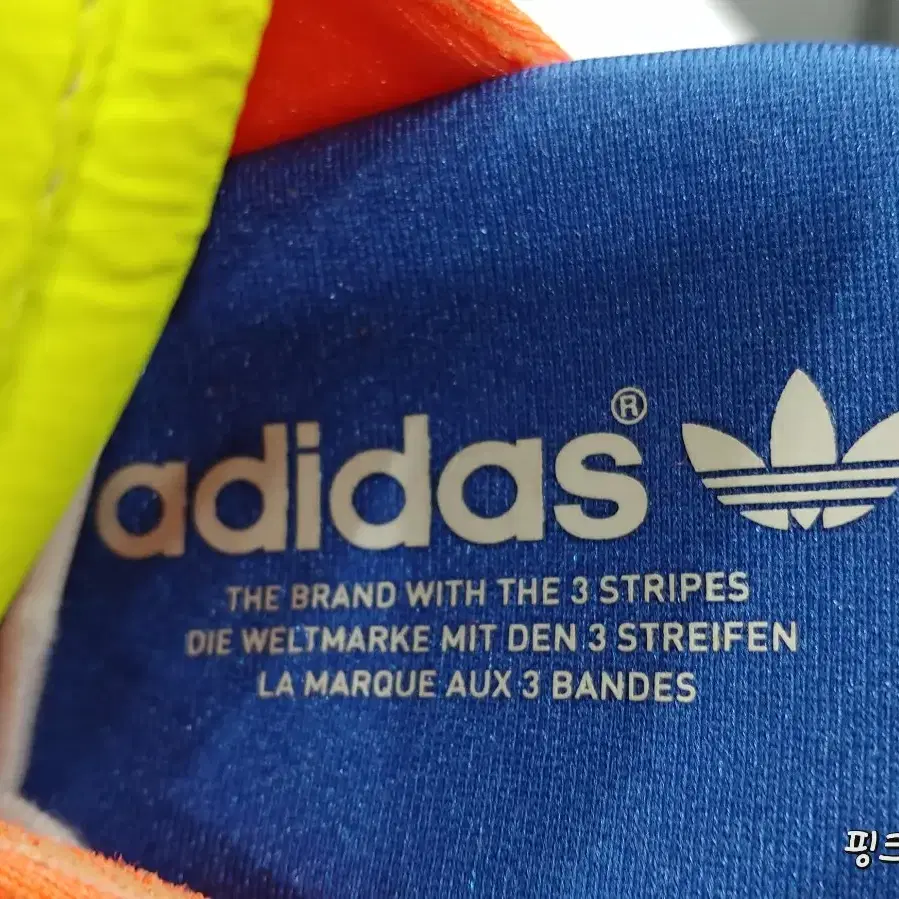 adidas®
THE BRAND WITH THE 3 STRIPES
DIE WELTMARKE MIT DEN 3 STREIFEN
LA MARQUE AUX 3 BANDES